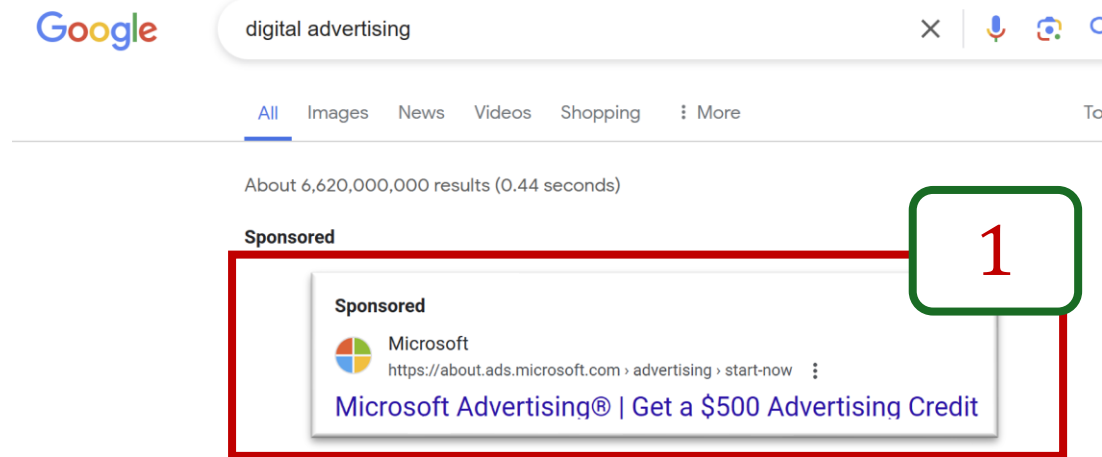 Google
digital advertising
All Images News Videos Shopping More
To
About 6,620,000,000 results (0.44 seconds)
Sponsored
1
Sponsored
Microsoft
https://about.ads.microsoft.com › advertising › start-now
Microsoft Advertising® | Get a $500 Advertising Credit